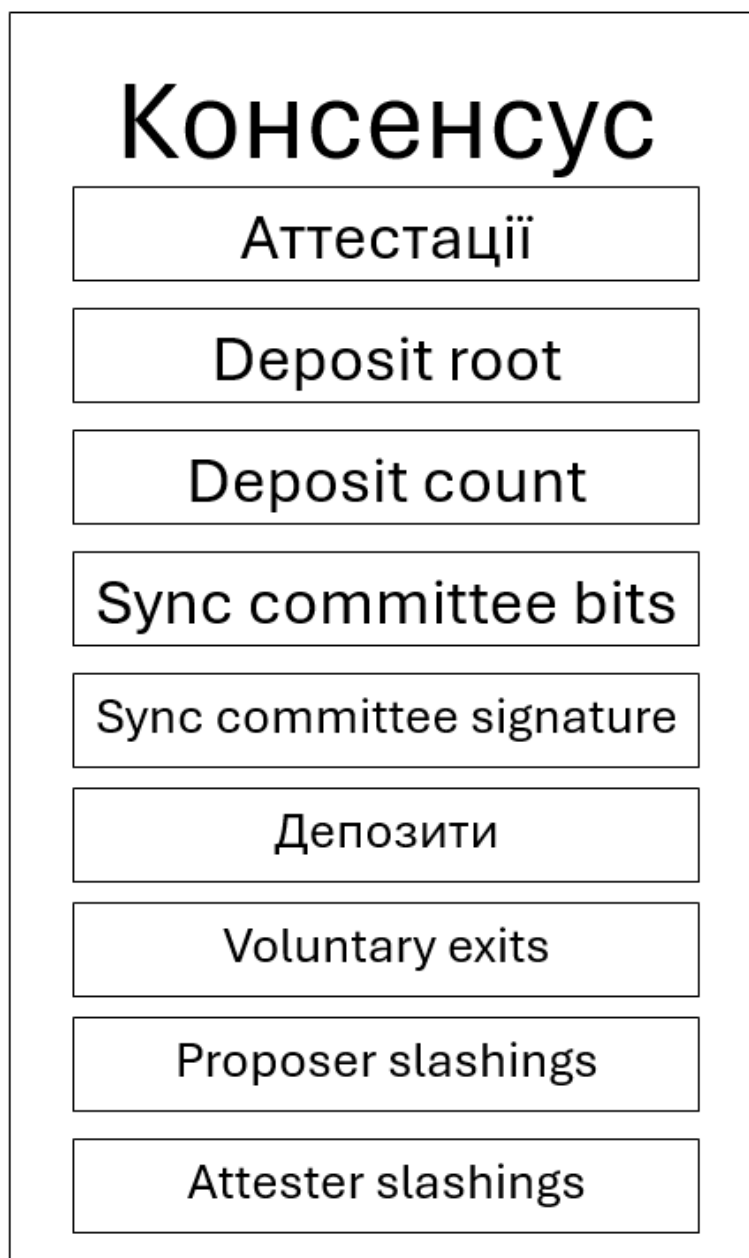 Консенсус
Аттестації
Deposit root
Deposit count
Sync committee bits
Sync committee signature
Депозити
Voluntary exits
Proposer slashings
Attester slashings